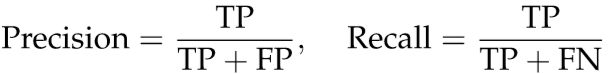 Precision = TP / (TP + FP), Recall = TP / (TP + FN)